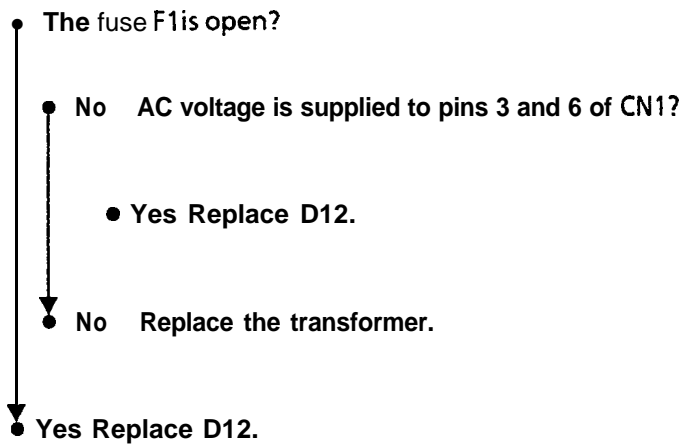 The fuse F1is open?
No AC voltage is supplied to pins 3 and 6 of CN1?
Yes Replace D12.
No Replace the transformer.
Yes Replace D12.